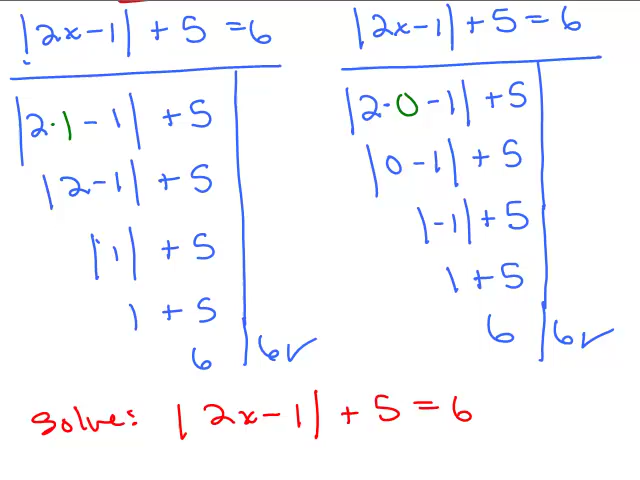 |2x-1| + 5 = 6
|2·1 - 1| + 5
|2-1| + 5
|1| + 5
1 + 5
6 | 6 ✓
|2x-1| + 5 = 6
|2·0 - 1| + 5
|0-1| + 5
|-1| + 5
1 + 5
6 | 6 ✓
Solve: |2x-1| + 5 = 6